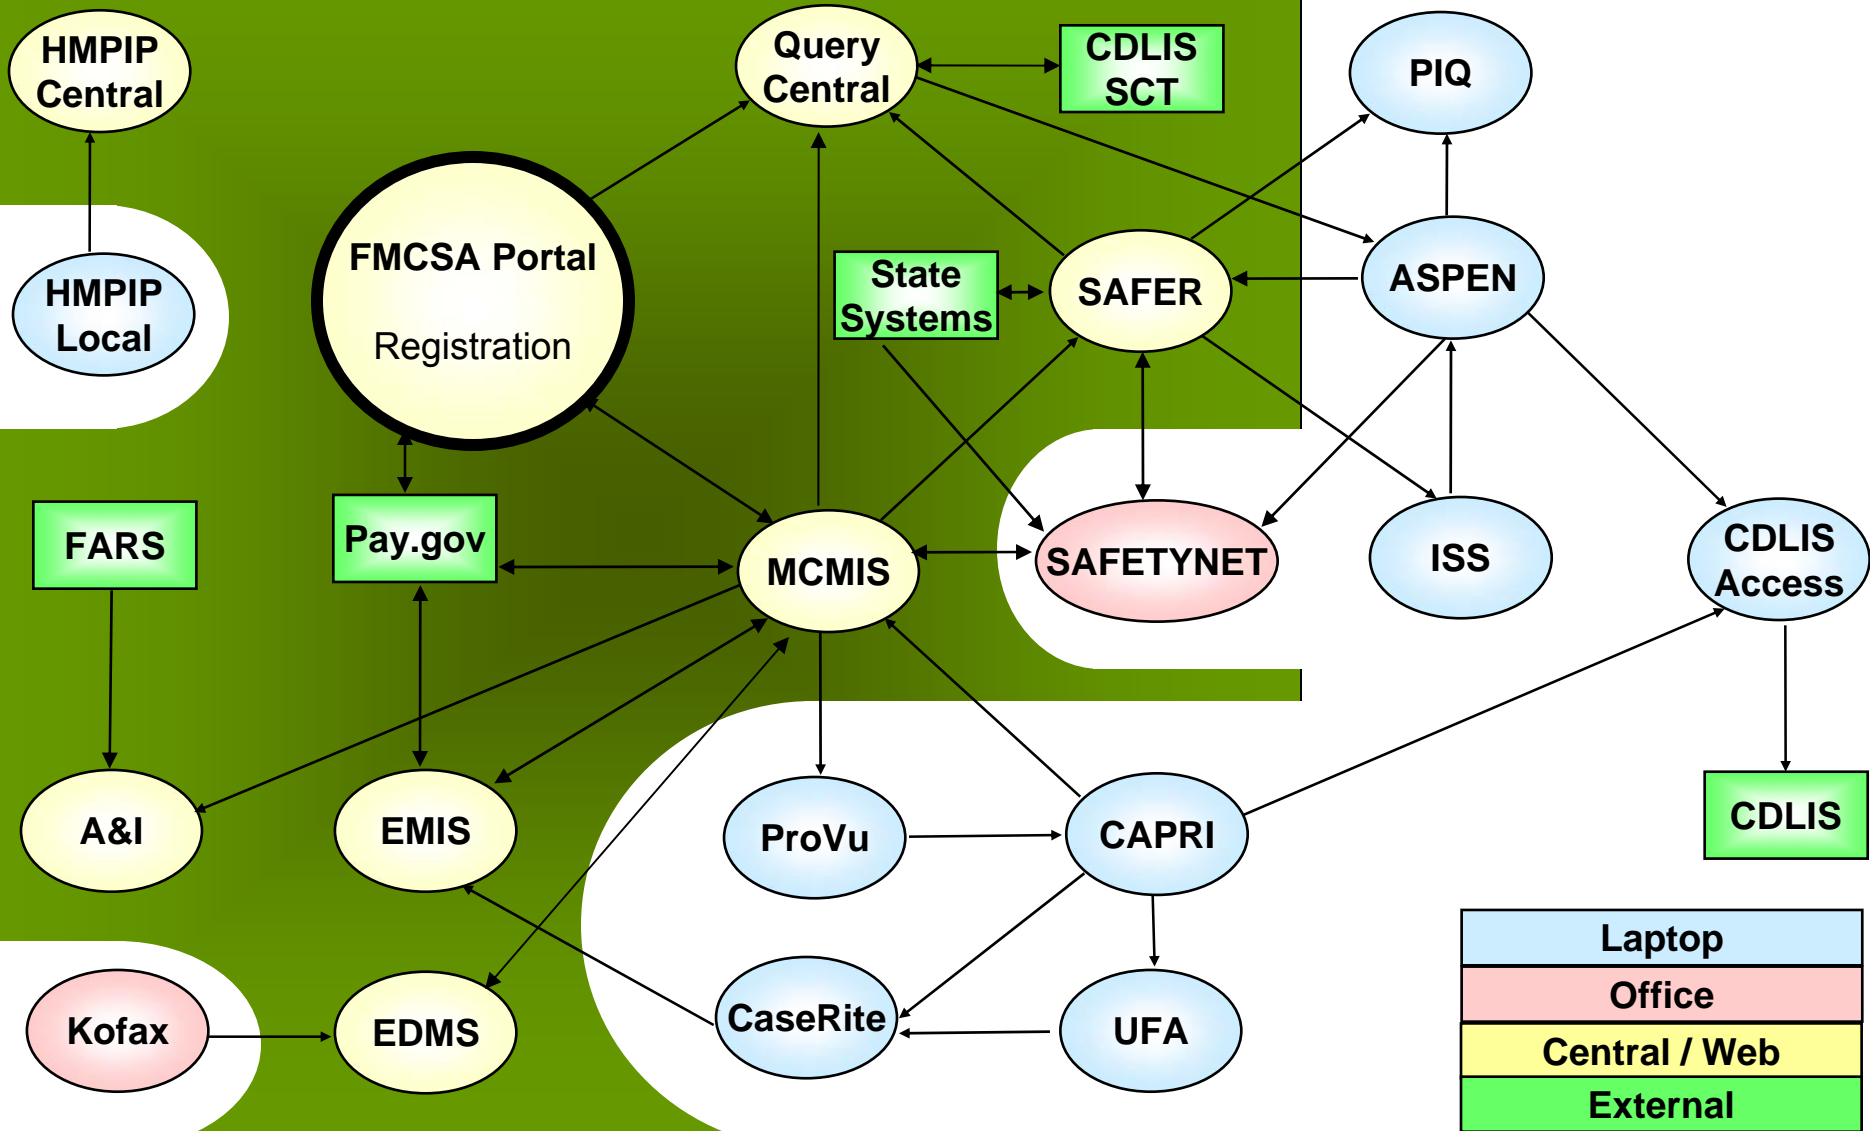 HMPIP
Central
Query
Central
CDLIS
SCT
PIQ
HMPIP
Local
FMCSA Portal
Registration
State
Systems
SAFER
ASPEN
FARS
Pay.gov
MCMIS
SAFETYNET
ISS
CDLIS
Access
A&I
EMIS
ProVu
CAPRI
CDLIS
Kofax
EDMS
CaseRite
UFA
Laptop
Office
Central / Web
External